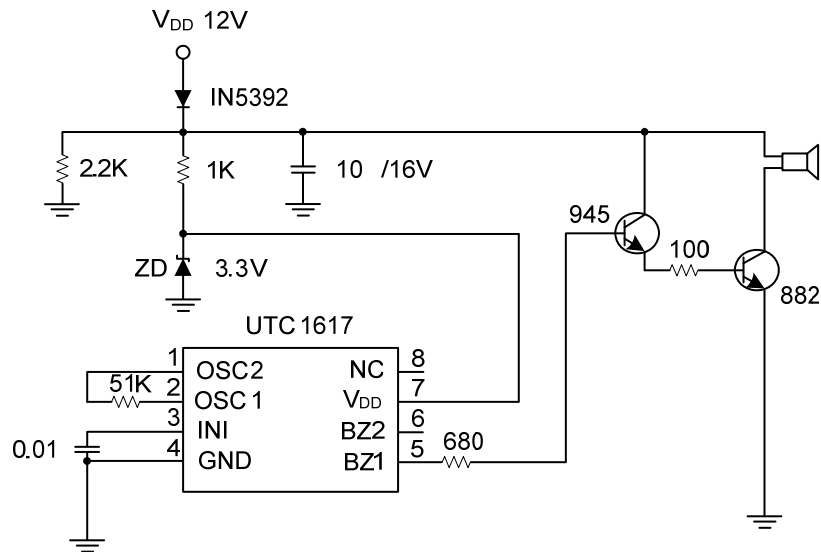 VDD 12V
IN5392
2.2K
1K
10 /16V
945
100
882
ZD
3.3V
UTC 1617
1
OSC2
NC
8
51K
2
OSC 1
VDD
7
3
INI
BZ2
6
0.01
4
GND
BZ1
5
680